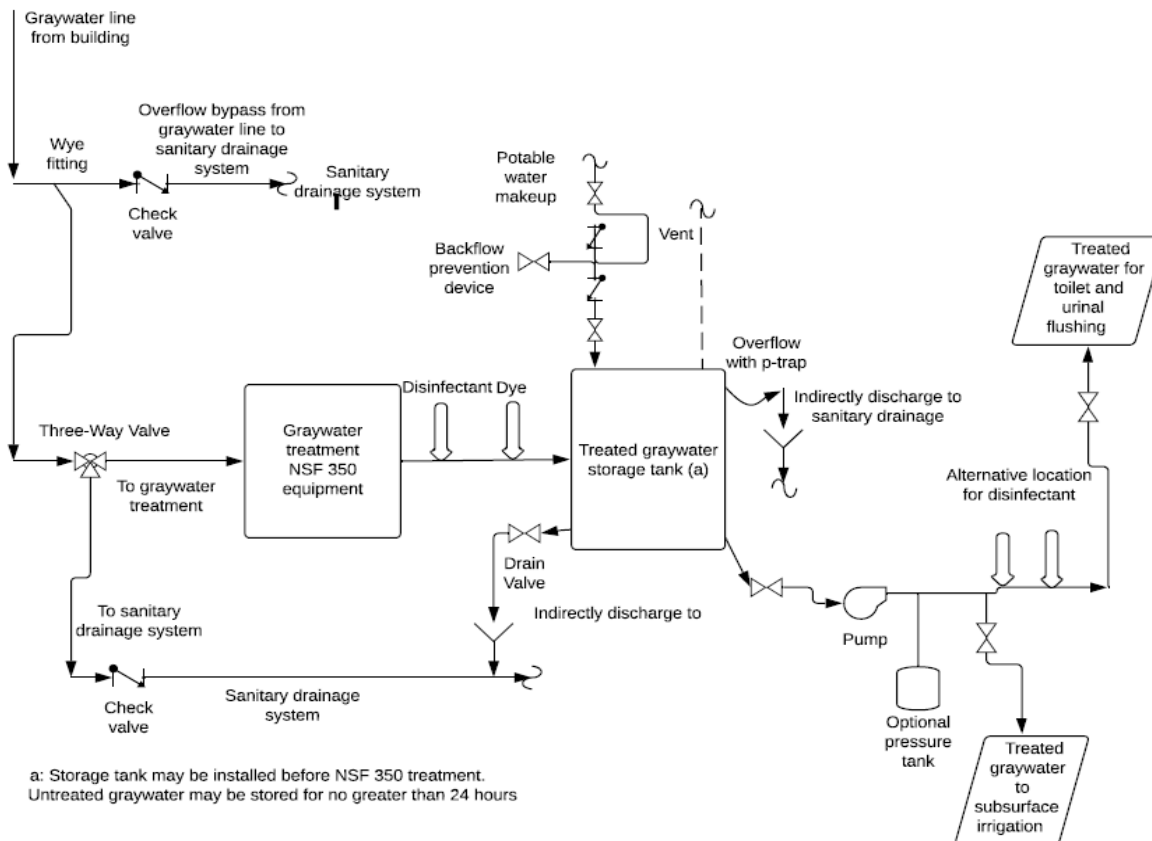 Graywater line
from building
Overflow bypass from
graywater line to
sanitary drainage
system
Wye
fitting
Sanitary
drainage system
Check
valve
Potable
water
makeup
Vent
Backflow
prevention
device
Treated
graywater for
toilet and
urinal
flushing
Overflow
with p-trap
Disinfectant Dye
Indirectly discharge to
sanitary drainage
Three-Way Valve
Graywater
treatment
NSF 350
equipment
Treated graywater
storage tank (a)
To graywater
treatment
Alternative location
for disinfectant
Drain
Valve
To sanitary
drainage system
Indirectly discharge to
Pump
Check
valve
Sanitary drainage
system
Optional
pressure
tank
Treated
graywater
to
subsurface
irrigation
a: Storage tank may be installed before NSF 350 treatment.
Untreated graywater may be stored for no greater than 24 hours